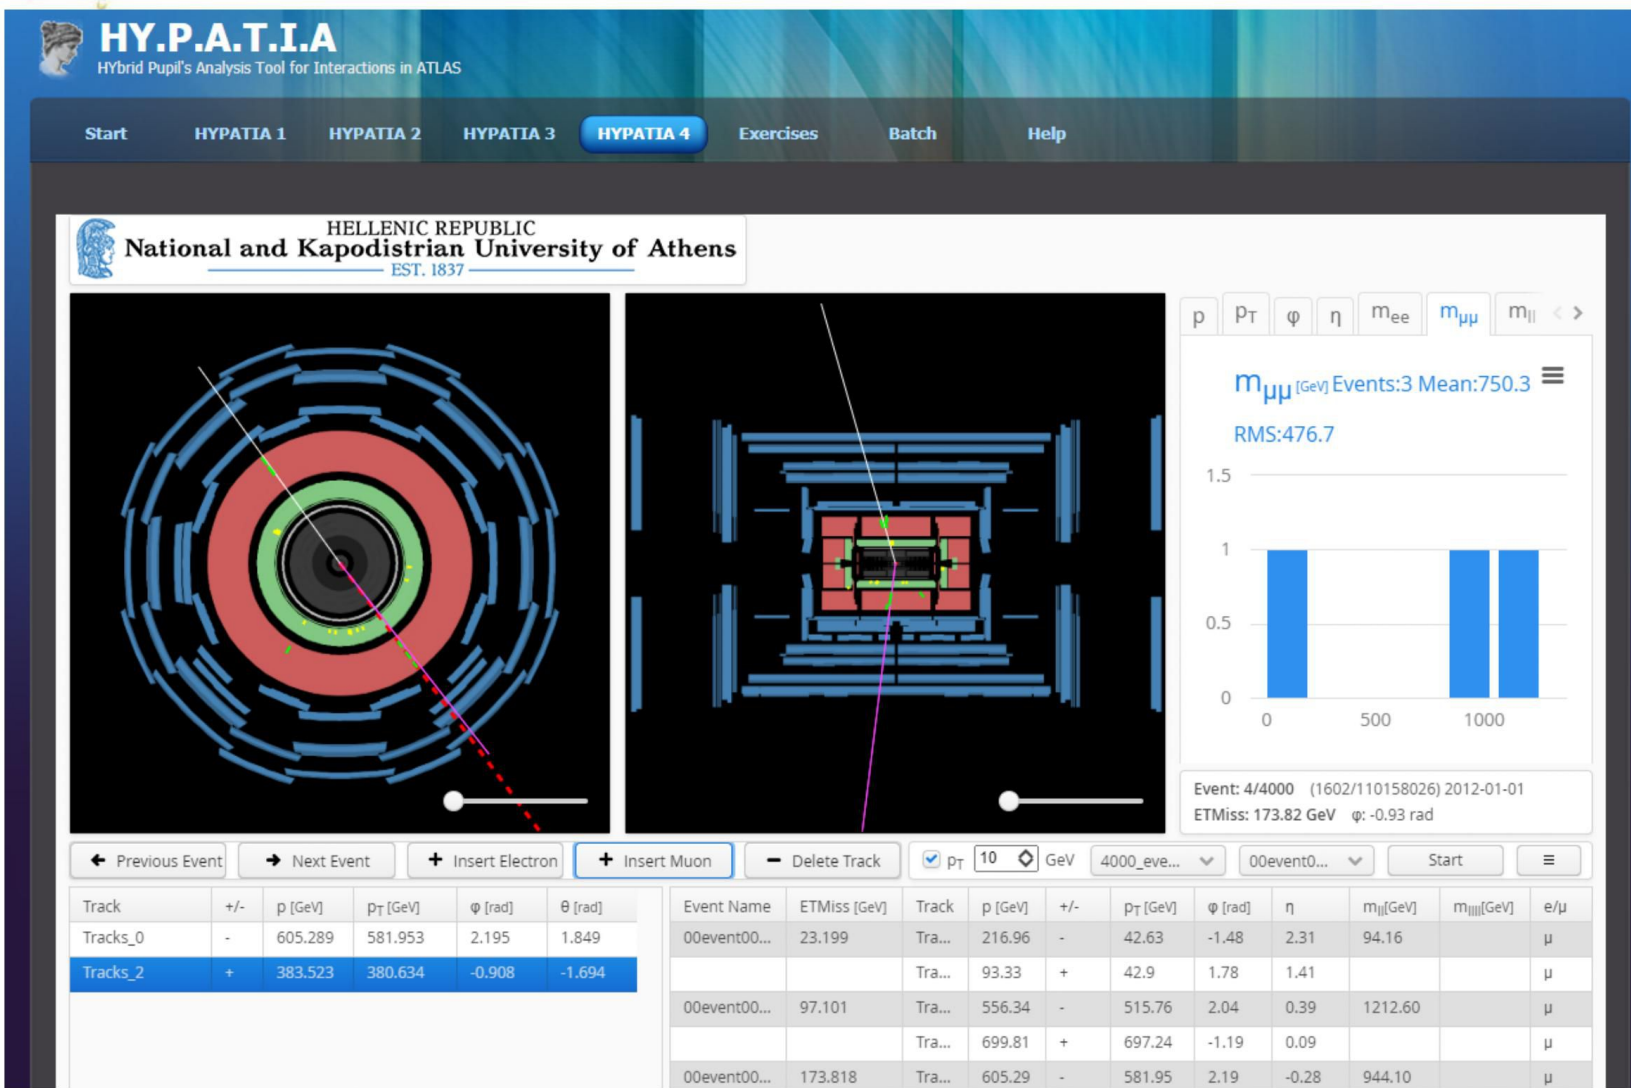 HY.P.A.T.I.A
HYbrid Pupil's Analysis Tool for Interactions in ATLAS
Start HYPATIA 1 HYPATIA 2 HYPATIA 3 HYPATIA 4 Exercises Batch Help
HELLENIC REPUBLIC
National and Kapodistrian University of Athens
EST. 1837
p pT φ η mee mμμ mll
mμμ [GeV] Events:3 Mean:750.3
RMS:476.7
1.5
1
0.5
0
0 500 1000
Event: 4/4000 (1602/110158026) 2012-01-01
ETMiss: 173.82 GeV φ: -0.93 rad
Previous Event Next Event + Insert Electron + Insert Muon − Delete Track pT 10 GeV 4000_eve... 00event0... Start ≡
Track +/- p [GeV] pT [GeV] φ [rad] θ [rad]
Tracks_0 - 605.289 581.953 2.195 1.849
Tracks_2 + 383.523 380.634 -0.908 -1.694
Event Name ETMiss [GeV] Track p [GeV] +/- pT [GeV] φ [rad] η mll[GeV] mllll[GeV] e/μ
00event00... 23.199 Tra... 216.96 - 42.63 -1.48 2.31 94.16 μ
Tra... 93.33 + 42.9 1.78 1.41 μ
00event00... 97.101 Tra... 556.34 - 515.76 2.04 0.39 1212.60 μ
Tra... 699.81 + 697.24 -1.19 0.09 μ
00event00... 173.818 Tra... 605.29 - 581.95 2.19 -0.28 944.10 μ